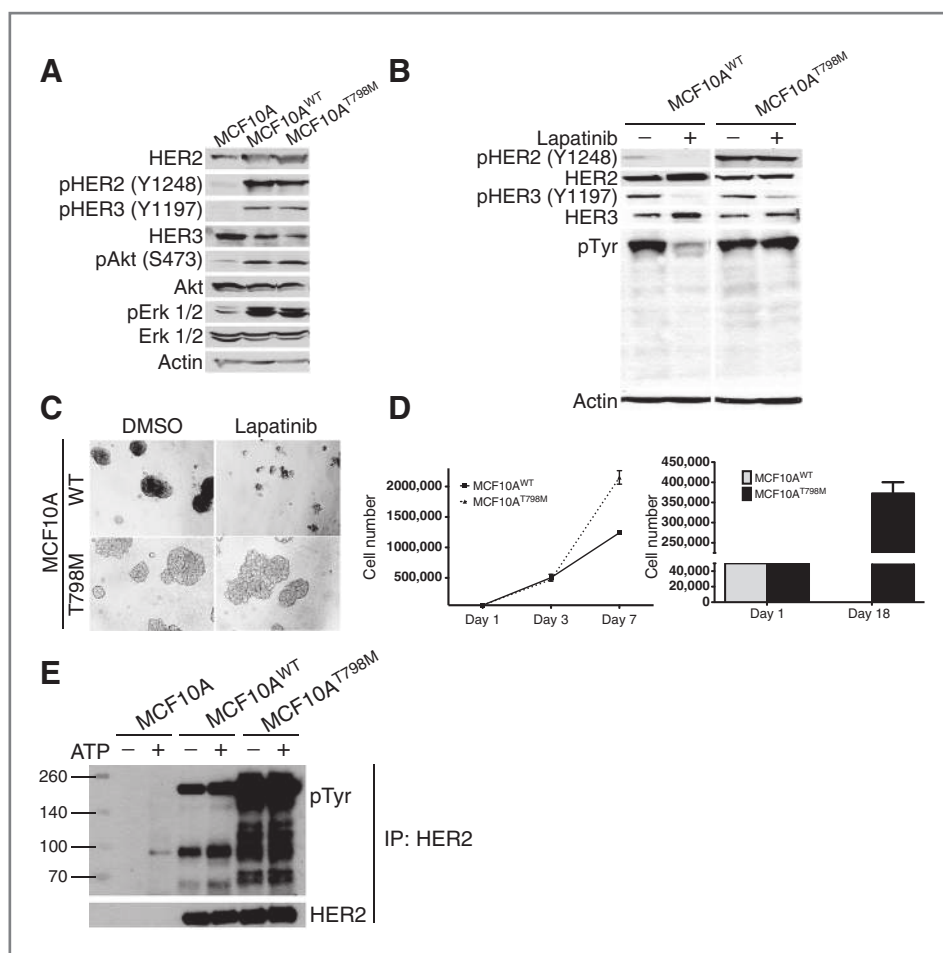 A
MCF10A
MCF10A^WT
MCF10A^T798M
HER2
pHER2 (Y1248)
pHER3 (Y1197)
HER3
pAkt (S473)
Akt
pErk 1/2
Erk 1/2
Actin
B
MCF10A^WT
MCF10A^T798M
Lapatinib − + − +
pHER2 (Y1248)
HER2
pHER3 (Y1197)
HER3
pTyr
Actin
C
DMSO Lapatinib
MCF10A
WT
T798M
D
Cell number
2000,000
1500,000
1000,000
500,000
MCF10A^WT
MCF10A^T798M
Day 1 Day 3 Day 7
Cell number
450,000
400,000
350,000
300,000
250,000
40,000
20,000
0
MCF10A^WT
MCF10A^T798M
Day 1 Day 18
E
MCF10A
MCF10A^WT
MCF10A^T798M
ATP − + − + − +
260
140
100
70
pTyr
HER2
IP: HER2